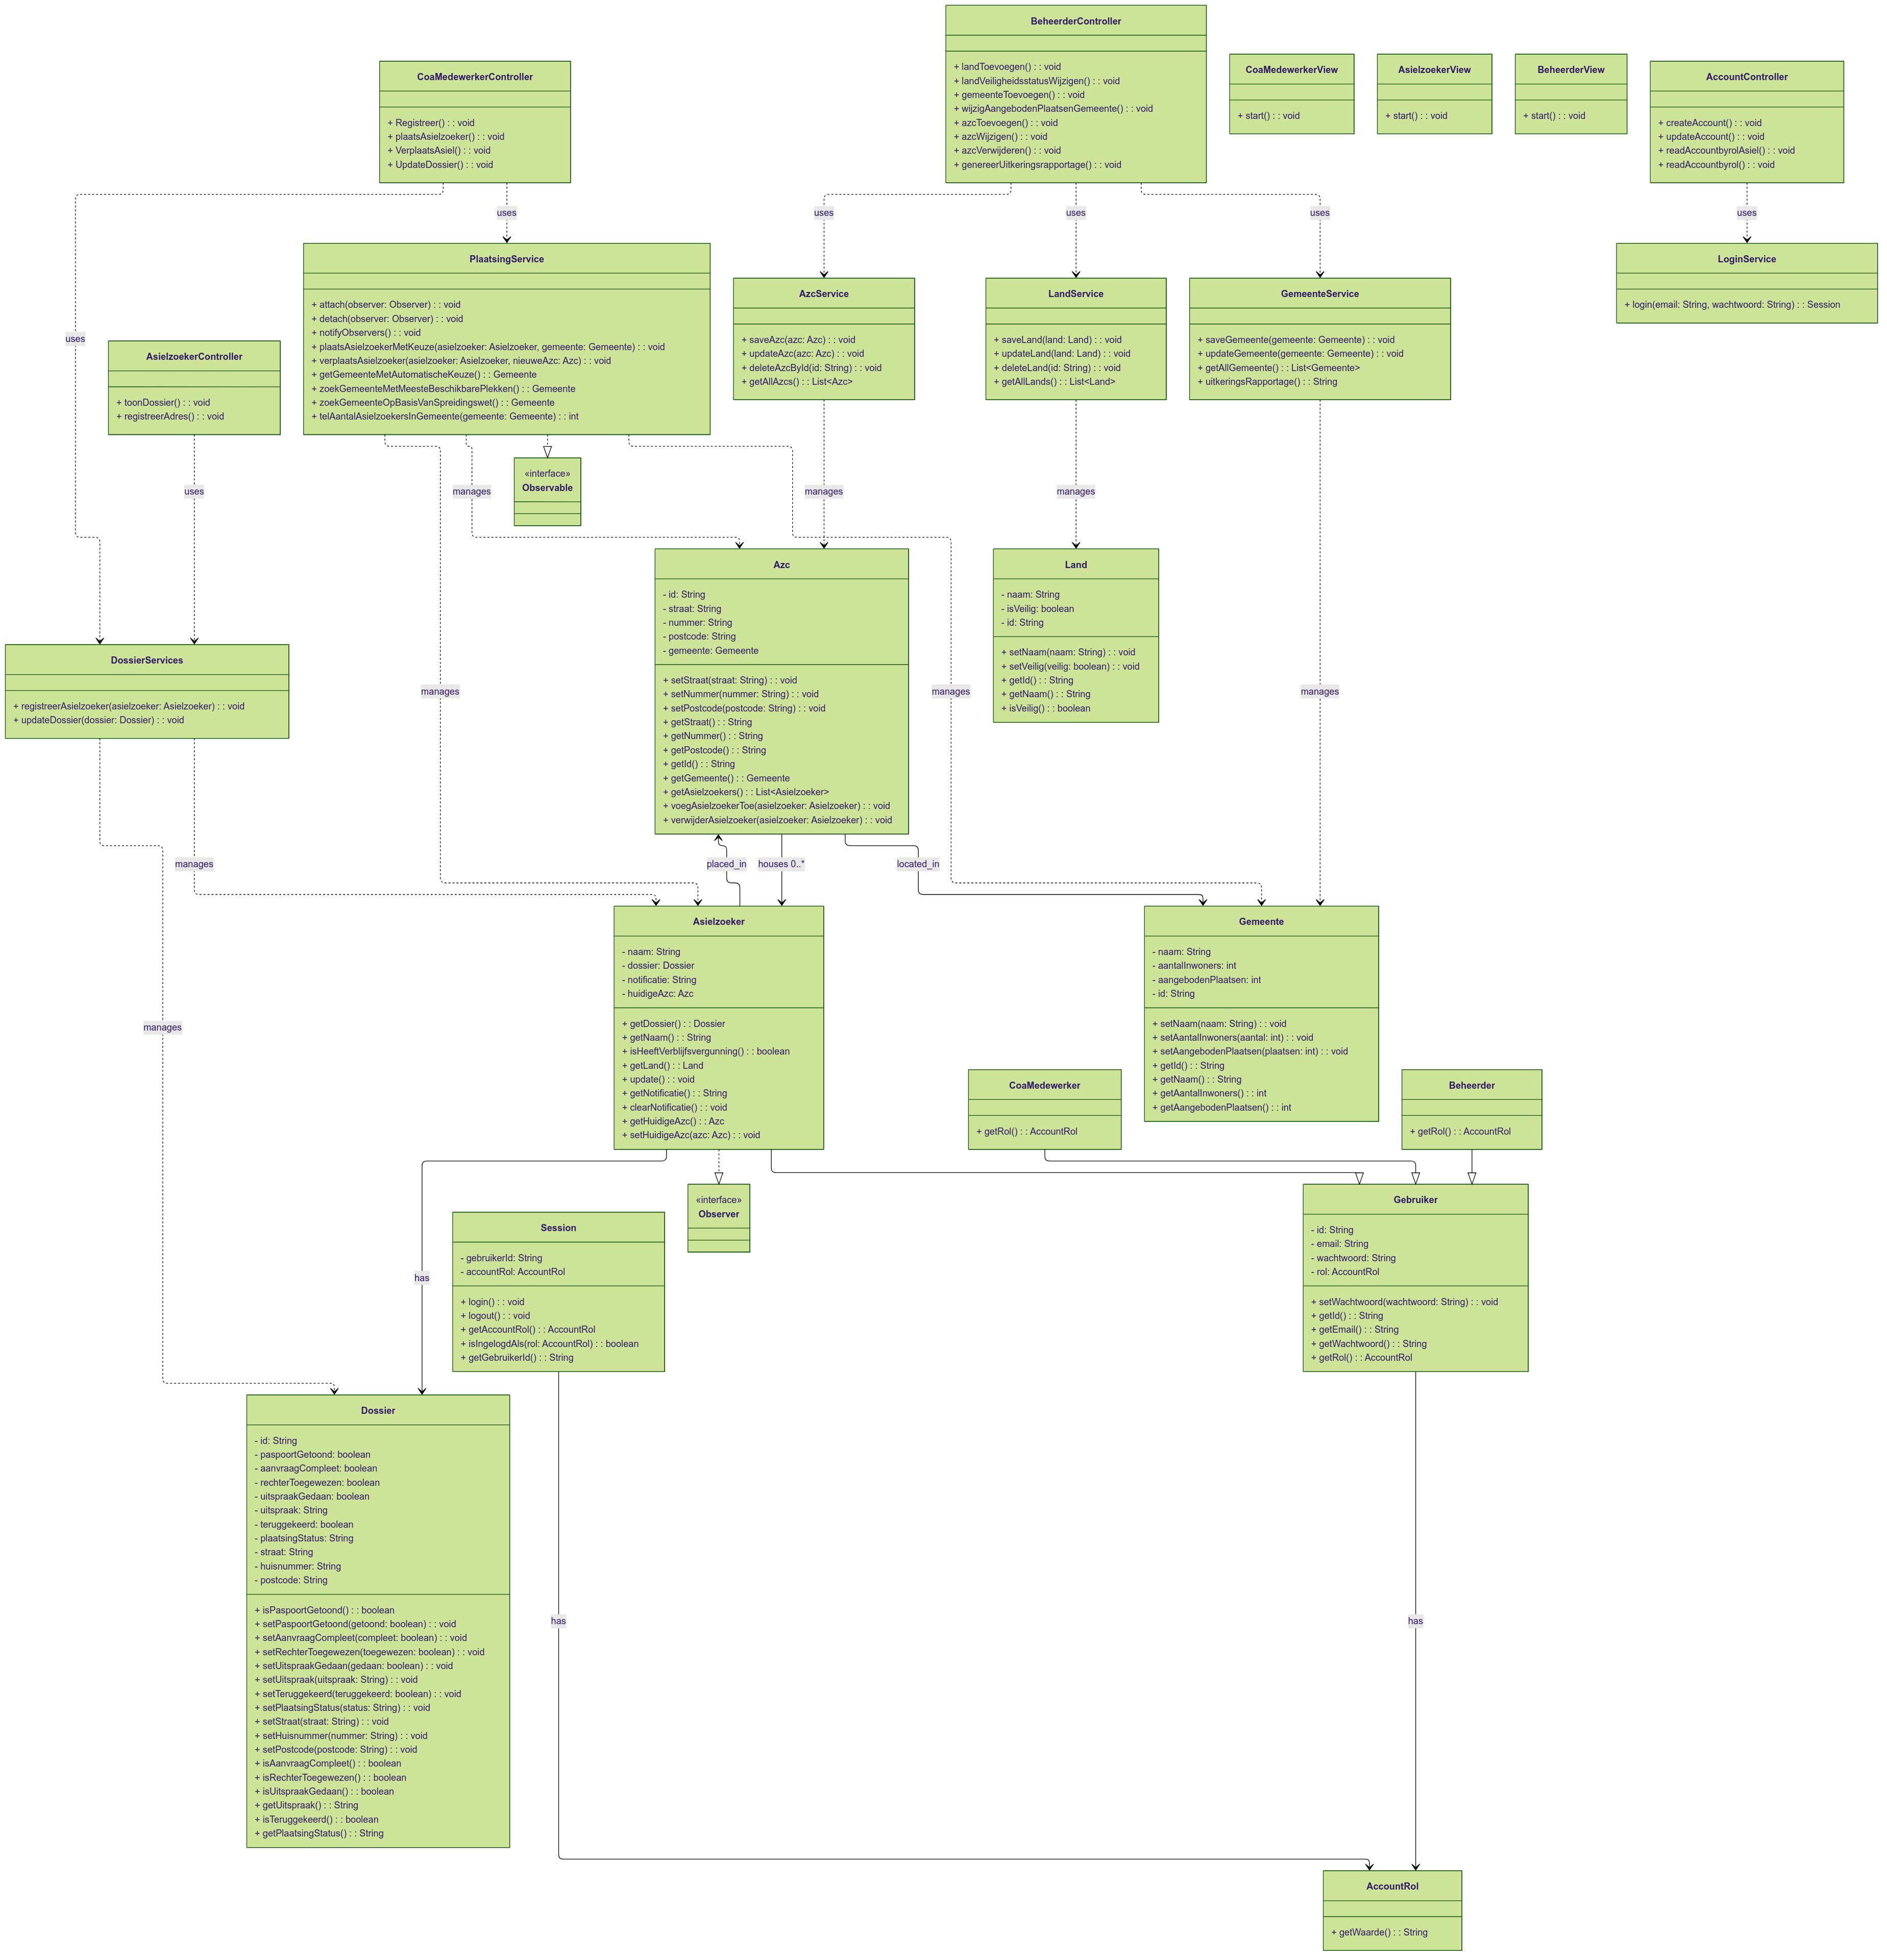 BeheerderController
+ landToevoegen() : : void
+ landVeiligheidsstatusWijzigen() : : void
+ gemeenteToevoegen() : : void
+ wijzigAangebodenPlaatsenGemeente() : : void
+ azcToevoegen() : : void
+ azcWijzigen() : : void
+ azcVerwijderen() : : void
+ genereerUitkeringsrapportage() : : void
CoaMedewerkerController
+ Registreer() : : void
+ plaatsAsielzoeker() : : void
+ VerplaatsAsiel() : : void
+ UpdateDossier() : : void
CoaMedewerkerView
+ start() : : void
AsielzoekerView
+ start() : : void
BeheerderView
+ start() : : void
AccountController
+ createAccount() : : void
+ updateAccount() : : void
+ readAccountbyrolAsiel() : : void
+ readAccountbyrol() : : void
uses
uses
uses
uses
uses
uses
PlaatsingService
+ attach(observer: Observer) : : void
+ detach(observer: Observer) : : void
+ notifyObservers() : : void
+ plaatsAsielzoekerMetKeuze(asielzoeker: Asielzoeker, gemeente: Gemeente) : : void
+ verplaatsAsielzoeker(asielzoeker: Asielzoeker, nieuweAzc: Azc) : : void
+ getGemeenteMetAutomatischeKeuze() : : Gemeente
+ zoekGemeenteMetMeesteBeschikbarePlekken() : : Gemeente
+ zoekGemeenteOpBasisVanSpreidingswet() : : Gemeente
+ telAantalAsielzoekersInGemeente(gemeente: Gemeente) : : int
AzcService
+ saveAzc(azc: Azc) : : void
+ updateAzc(azc: Azc) : : void
+ deleteAzcById(id: String) : : void
+ getAllAzcs() : : List<Azc>
LandService
+ saveLand(land: Land) : : void
+ updateLand(land: Land) : : void
+ deleteLand(id: String) : : void
+ getAllLands() : : List<Land>
GemeenteService
+ saveGemeente(gemeente: Gemeente) : : void
+ updateGemeente(gemeente: Gemeente) : : void
+ getAllGemeente() : : List<Gemeente>
+ uitkeringsRapportage() : : String
LoginService
+ login(email: String, wachtwoord: String) : : Session
AsielzoekerController
+ toonDossier() : : void
+ registreerAdres() : : void
uses
manages
«interface»
Observable
manages
manages
Azc
- id: String
- straat: String
- nummer: String
- postcode: String
- gemeente: Gemeente
+ setStraat(straat: String) : : void
+ setNummer(nummer: String) : : void
+ setPostcode(postcode: String) : : void
+ getStraat() : : String
+ getNummer() : : String
+ getPostcode() : : String
+ getId() : : String
+ getGemeente() : : Gemeente
+ getAsielzoekers() : : List<Asielzoeker>
+ voegAsielzoekerToe(asielzoeker: Asielzoeker) : : void
+ verwijderAsielzoeker(asielzoeker: Asielzoeker) : : void
Land
- naam: String
- isVeilig: boolean
- id: String
+ setNaam(naam: String) : : void
+ setVeilig(veilig: boolean) : : void
+ getId() : : String
+ getNaam() : : String
+ isVeilig() : : boolean
DossierServices
+ registreerAsielzoeker(asielzoeker: Asielzoeker) : : void
+ updateDossier(dossier: Dossier) : : void
manages
manages
manages
manages
placed_in
houses 0..*
located_in
Asielzoeker
- naam: String
- dossier: Dossier
- notificatie: String
- huidigeAzc: Azc
+ getDossier() : : Dossier
+ getNaam() : : String
+ isHeeftVerblijfsvergunning() : : boolean
+ getLand() : : Land
+ update() : : void
+ getNotificatie() : : String
+ clearNotificatie() : : void
+ getHuidigeAzc() : : Azc
+ setHuidigeAzc(azc: Azc) : : void
Gemeente
- naam: String
- aantalInwoners: int
- aangebodenPlaatsen: int
- id: String
+ setNaam(naam: String) : : void
+ setAantalInwoners(aantal: int) : : void
+ setAangebodenPlaatsen(plaatsen: int) : : void
+ getId() : : String
+ getNaam() : : String
+ getAantalInwoners() : : int
+ getAangebodenPlaatsen() : : int
manages
CoaMedewerker
+ getRol() : : AccountRol
Beheerder
+ getRol() : : AccountRol
«interface»
Observer
Session
- gebruikerId: String
- accountRol: AccountRol
+ login() : : void
+ logout() : : void
+ getAccountRol() : : AccountRol
+ isIngelogdAls(rol: AccountRol) : : boolean
+ getGebruikerId() : : String
Gebruiker
- id: String
- email: String
- wachtwoord: String
- rol: AccountRol
+ setWachtwoord(wachtwoord: String) : : void
+ getId() : : String
+ getEmail() : : String
+ getWachtwoord() : : String
+ getRol() : : AccountRol
has
Dossier
- id: String
- paspoortGetoond: boolean
- aanvraagCompleet: boolean
- rechterToegewezen: boolean
- uitspraakGedaan: boolean
- uitspraak: String
- teruggekeerd: boolean
- plaatsingStatus: String
- straat: String
- huisnummer: String
- postcode: String
+ isPaspoortGetoond() : : boolean
+ setPaspoortGetoond(getoond: boolean) : : void
+ setAanvraagCompleet(compleet: boolean) : : void
+ setRechterToegewezen(toegewezen: boolean) : : void
+ setUitspraakGedaan(gedaan: boolean) : : void
+ setUitspraak(uitspraak: String) : : void
+ setTeruggekeerd(teruggekeerd: boolean) : : void
+ setPlaatsingStatus(status: String) : : void
+ setStraat(straat: String) : : void
+ setHuisnummer(nummer: String) : : void
+ setPostcode(postcode: String) : : void
+ isAanvraagCompleet() : : boolean
+ isRechterToegewezen() : : boolean
+ isUitspraakGedaan() : : boolean
+ getUitspraak() : : String
+ isTeruggekeerd() : : boolean
+ getPlaatsingStatus() : : String
has
has
AccountRol
+ getWaarde() : : String